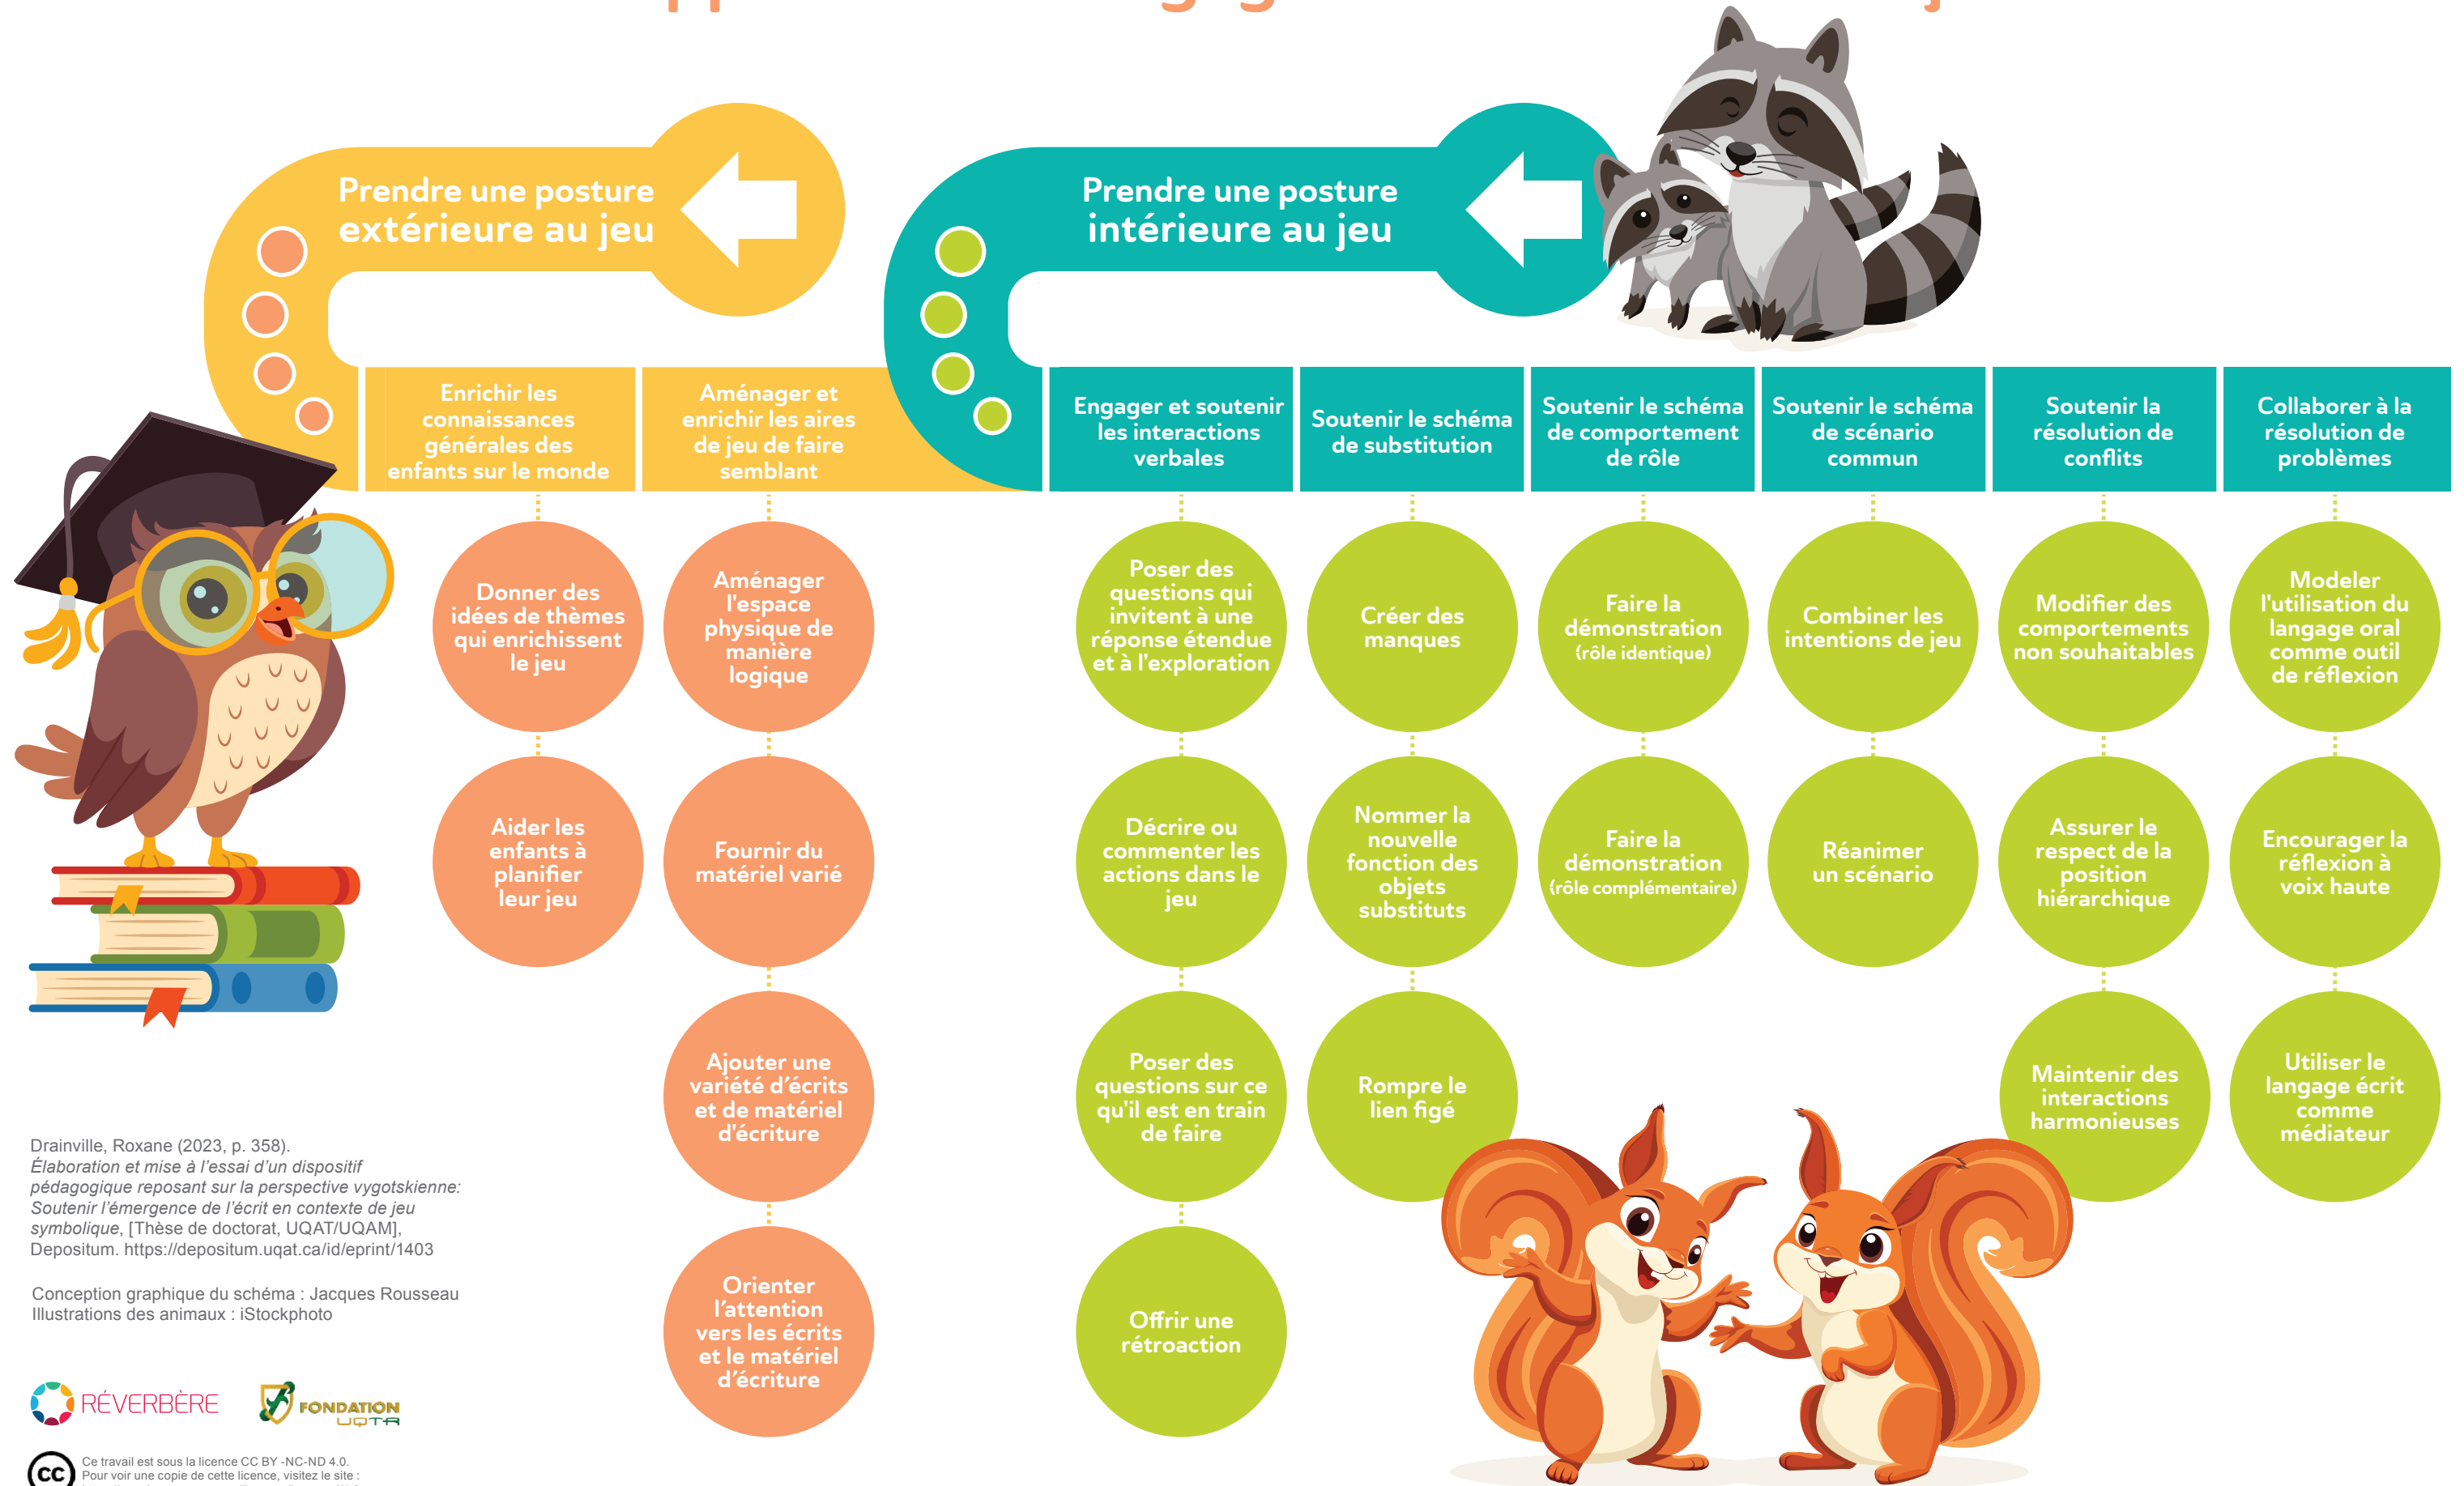 Prendre une posture
extérieure au jeu
Prendre une posture
intérieure au jeu
Enrichir les
connaissances
générales des
enfants sur le monde
Aménager et
enrichir les aires
de jeu de faire
semblant
Engager et soutenir
les interactions
verbales
Soutenir le schéma
de substitution
Soutenir le schéma
de comportement
de rôle
Soutenir le schéma
de scénario
commun
Soutenir la
résolution de
conflits
Collaborer à la
résolution de
problèmes
Donner des
idées de thèmes
qui enrichissent
le jeu
Aménager
l'espace
physique de
manière
logique
Poser des
questions qui
invitent à une
réponse étendue
et à l'exploration
Créer des
manques
Faire la
démonstration
(rôle identique)
Combiner les
intentions de jeu
Modifier des
comportements
non souhaitables
Modeler
l'utilisation du
langage oral
comme outil
de réflexion
Aider les
enfants à
planifier
leur jeu
Fournir du
matériel varié
Décrire ou
commenter les
actions dans le
jeu
Nommer la
nouvelle
fonction des
objets
substituts
Faire la
démonstration
(rôle complémentaire)
Réanimer
un scénario
Assurer le
respect de la
position
hiérarchique
Encourager la
réflexion à
voix haute
Ajouter une
variété d’écrits
et de matériel
d'écriture
Poser des
questions sur ce
qu'il est en train
de faire
Rompre le
lien figé
Maintenir des
interactions
harmonieuses
Utiliser le
langage écrit
comme
médiateur
Orienter
l’attention
vers les écrits
et le matériel
d’écriture
Offrir une
rétroaction
Drainville, Roxane (2023, p. 358).
Élaboration et mise à l’essai d’un dispositif
pédagogique reposant sur la perspective vygotskienne:
Soutenir l’émergence de l’écrit en contexte de jeu
symbolique, [Thèse de doctorat, UQAT/UQAM],
Depositum. https://depositum.uqat.ca/id/eprint/1403
Conception graphique du schéma : Jacques Rousseau
Illustrations des animaux : iStockphoto
RÉVERBÈRE
FONDATION
UQTR
cc
Ce travail est sous la licence CC BY -NC-ND 4.0.
Pour voir une copie de cette licence, visitez le site :